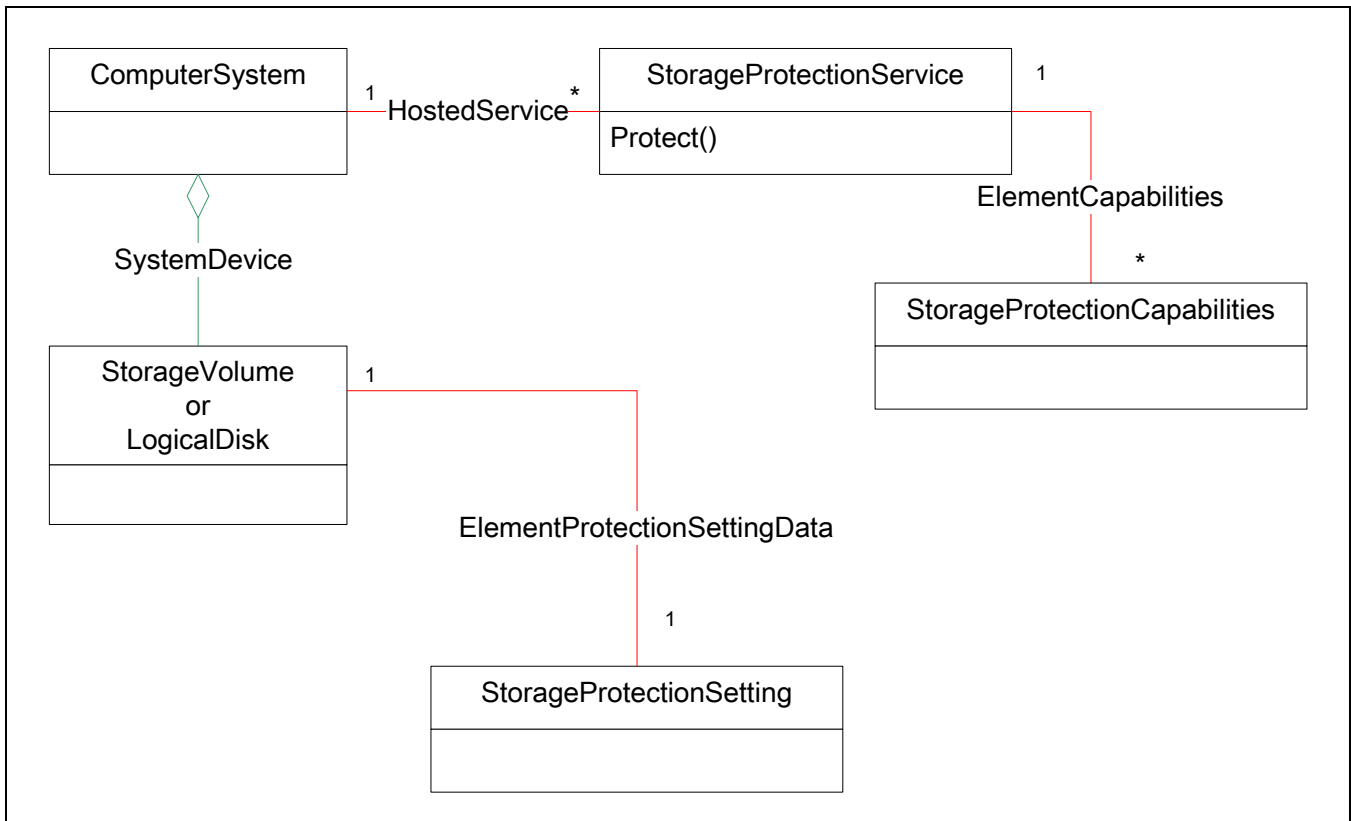 ComputerSystem
1
HostedService
*
StorageProtectionService
Protect()
1
ElementCapabilities
*
StorageProtectionCapabilities
SystemDevice
StorageVolume
or
LogicalDisk
1
ElementProtectionSettingData
1
StorageProtectionSetting